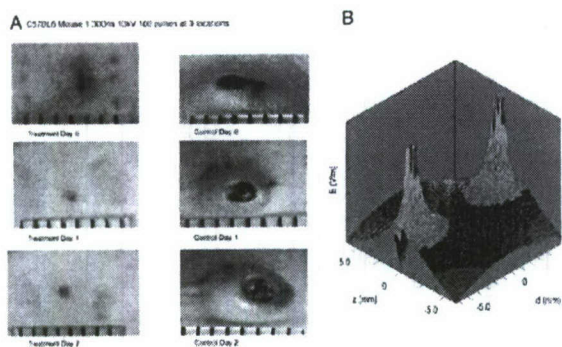 A C57BL6 Mouse 1 300ns 10kV 100 pulses at 3 locations
Treatment Day 0
Control Day 0
Treatment Day 1
Control Day 1
Treatment Day 2
Control Day 2
B
E (V/m)
5.0
0
-5.0
z (mm)
-5.0
0
5.0
d (mm)